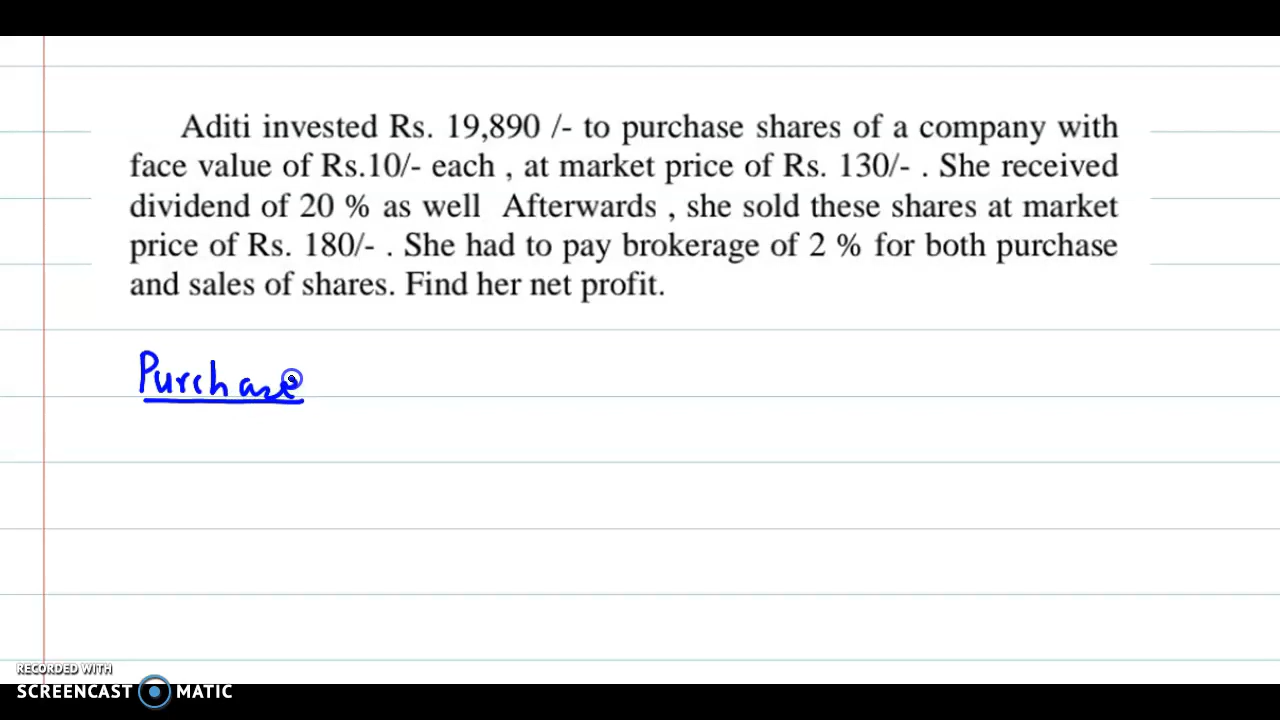 Aditi invested Rs. 19,890 /- to purchase shares of a company with
face value of Rs.10/- each , at market price of Rs. 130/- . She received
dividend of 20 % as well Afterwards , she sold these shares at market
price of Rs. 180/- . She had to pay brokerage of 2 % for both purchase
and sales of shares. Find her net profit.
Purchase
RECORDED WITH
SCREENCAST MATIC